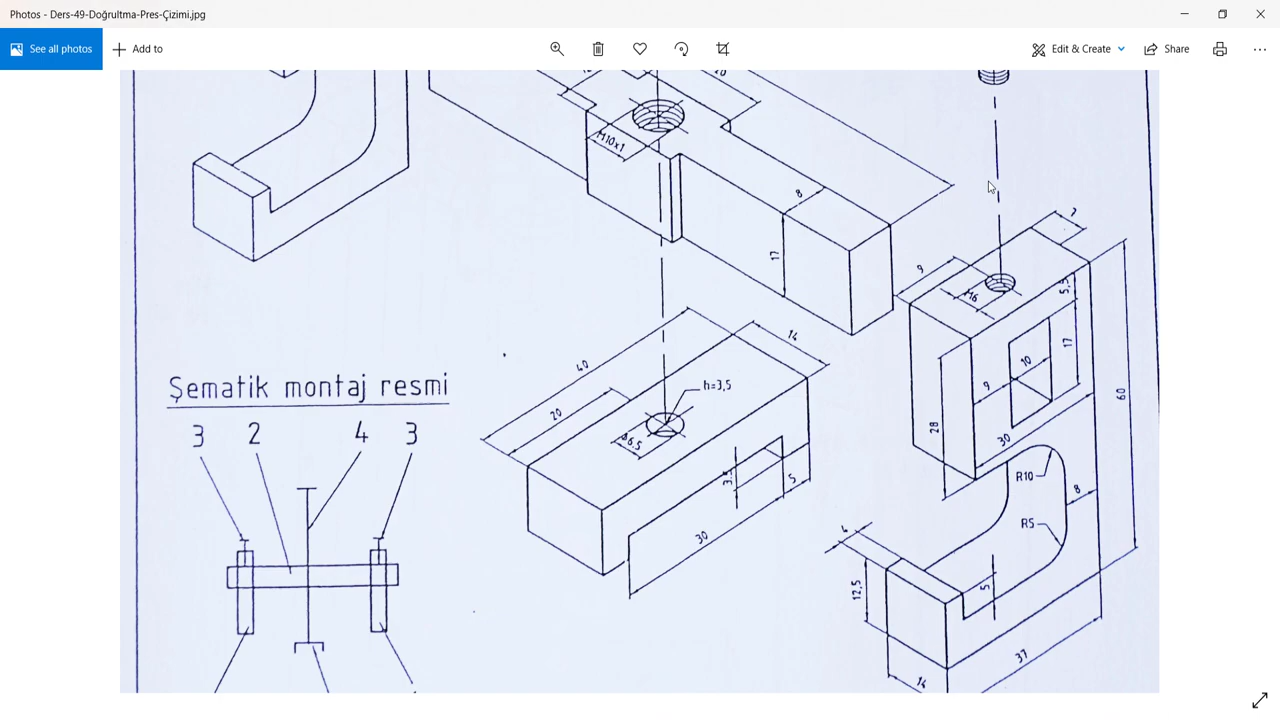 Photos - Ders-49-Doğrultma-Pres-Çizimi.jpg
See all photos
Add to
Edit & Create
Share
M10x1
8
17
7
9
M6
5,5
17
10
9
28
30
60
R10
8
R5
4
5
12,5
37
14
40
20
14
h=3,5
ϕ6,5
3.5
5
30
Şematik montaj resmi
3 2 4 3